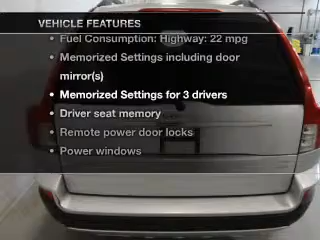 VEHICLE FEATURES
• Fuel Consumption: Highway: 22 mpg
• Memorized Settings including door
mirror(s)
• Memorized Settings for 3 drivers
• Driver seat memory
• Remote power door locks
• Power windows